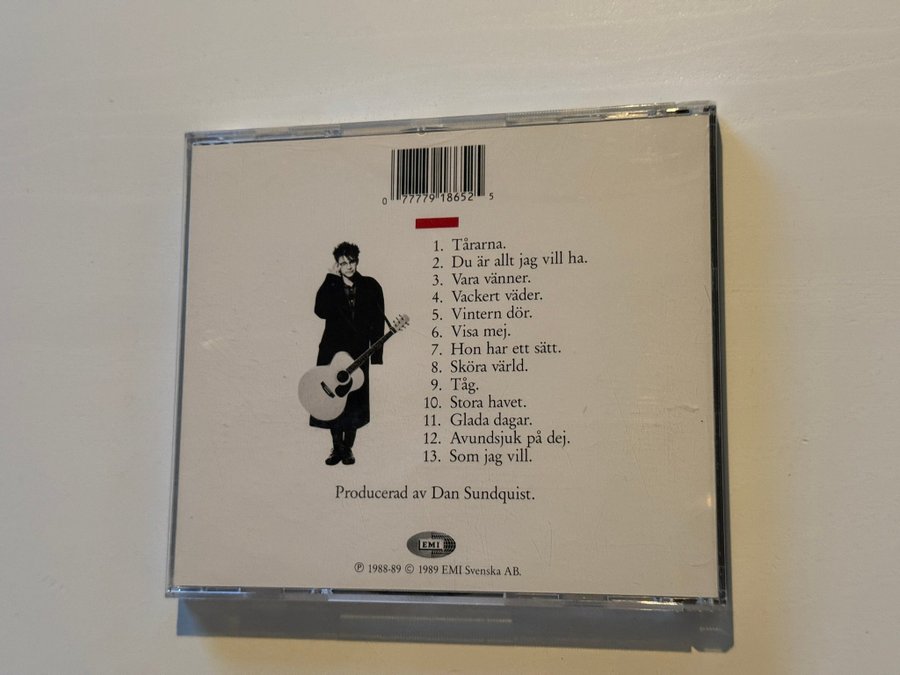 0 77779 18652 5
1. Tårarna.
2. Du är allt jag vill ha.
3. Vara vänner.
4. Vackert väder.
5. Vintern dör.
6. Visa mej.
7. Hon har ett sätt.
8. Sköra värld.
9. Tåg.
10. Stora havet.
11. Glada dagar.
12. Avundsjuk på dej.
13. Som jag vill.
Producerad av Dan Sundquist.
EMI
℗ 1988-89 © 1989 EMI Svenska AB.